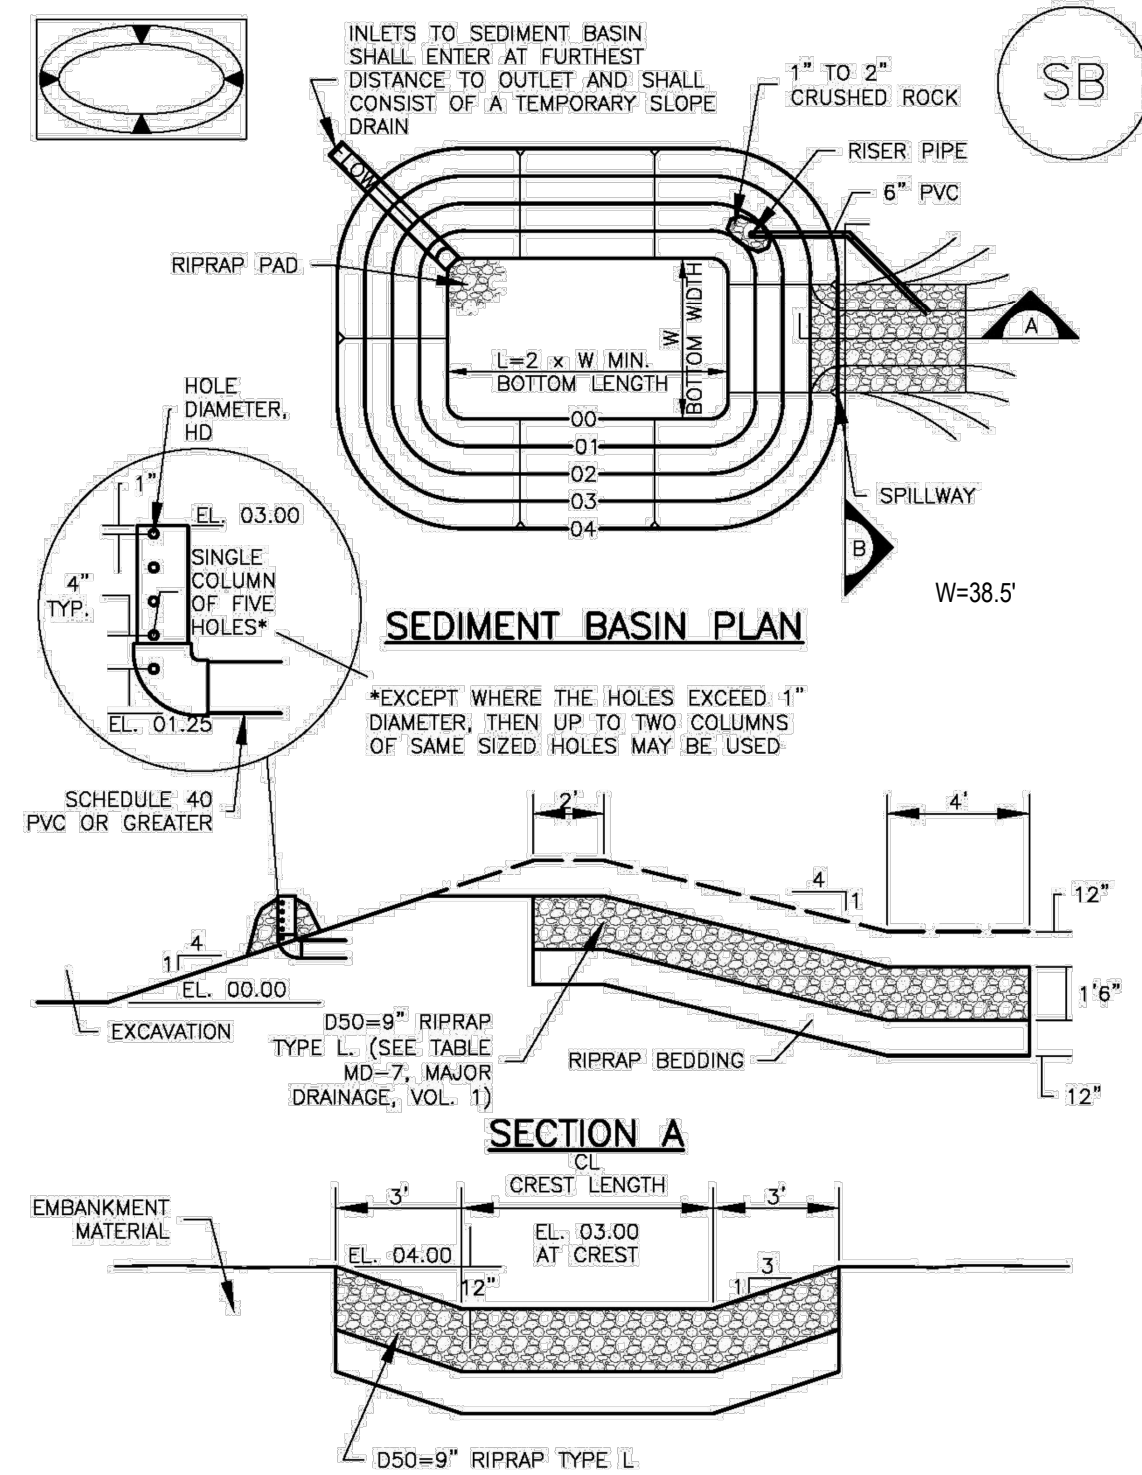 INLETS TO SEDIMENT BASIN
SHALL ENTER AT FURTHEST
DISTANCE TO OUTLET AND SHALL
CONSIST OF A TEMPORARY SLOPE
DRAIN
1" TO 2"
CRUSHED ROCK
SB
RISER PIPE
6" PVC
FLOW
RIPRAP PAD
W
BOTTOM WIDTH
A
L=2 x W MIN.
BOTTOM LENGTH
00
01
02
03
04
SPILLWAY
B
W=38.5'
HOLE
DIAMETER,
HD
1"
EL. 03.00
SINGLE
COLUMN
OF FIVE
HOLES*
4"
TYP.
EL. 01.25
SEDIMENT BASIN PLAN
*EXCEPT WHERE THE HOLES EXCEED 1"
DIAMETER, THEN UP TO TWO COLUMNS
OF SAME SIZED HOLES MAY BE USED
SCHEDULE 40
PVC OR GREATER
2'
4'
4
1
12"
4
1
EL. 00.00
EXCAVATION
1'6"
D50=9" RIPRAP
TYPE L. (SEE TABLE
MD-7, MAJOR
DRAINAGE, VOL. 1)
RIPRAP BEDDING
12"
SECTION A
CL
CREST LENGTH
3'
3'
EMBANKMENT
MATERIAL
EL. 04.00
EL. 03.00
AT CREST
12"
3
1
D50=9" RIPRAP TYPE L